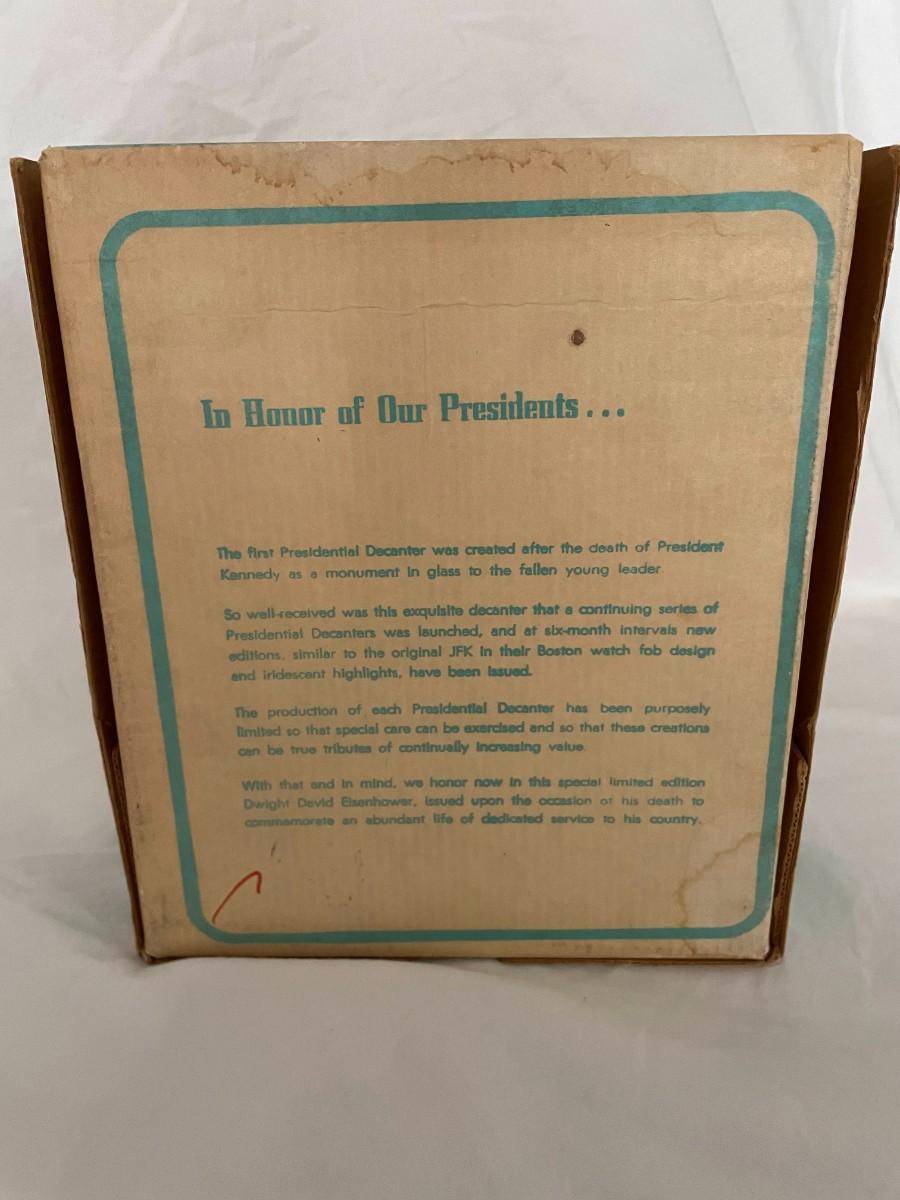 In Honor of Our Presidents...
The first Presidential Decanter was created after the death of President
Kennedy as a monument in glass to the fallen young leader.
So well-received was this exquisite decanter that a continuing series of
Presidential Decanters was launched, and at six-month intervals new
editions, similar to the original JFK in their Boston watch fob design
and iridescent highlights, have been issued.
The production of each Presidential Decanter has been purposely
limited so that special care can be exercised and so that these creations
can be true tributes of continually increasing value.
With that end in mind, we honor now in this special limited edition
Dwight David Eisenhower, issued upon the occasion of his death to
commemorate an abundant life of dedicated service to his country.